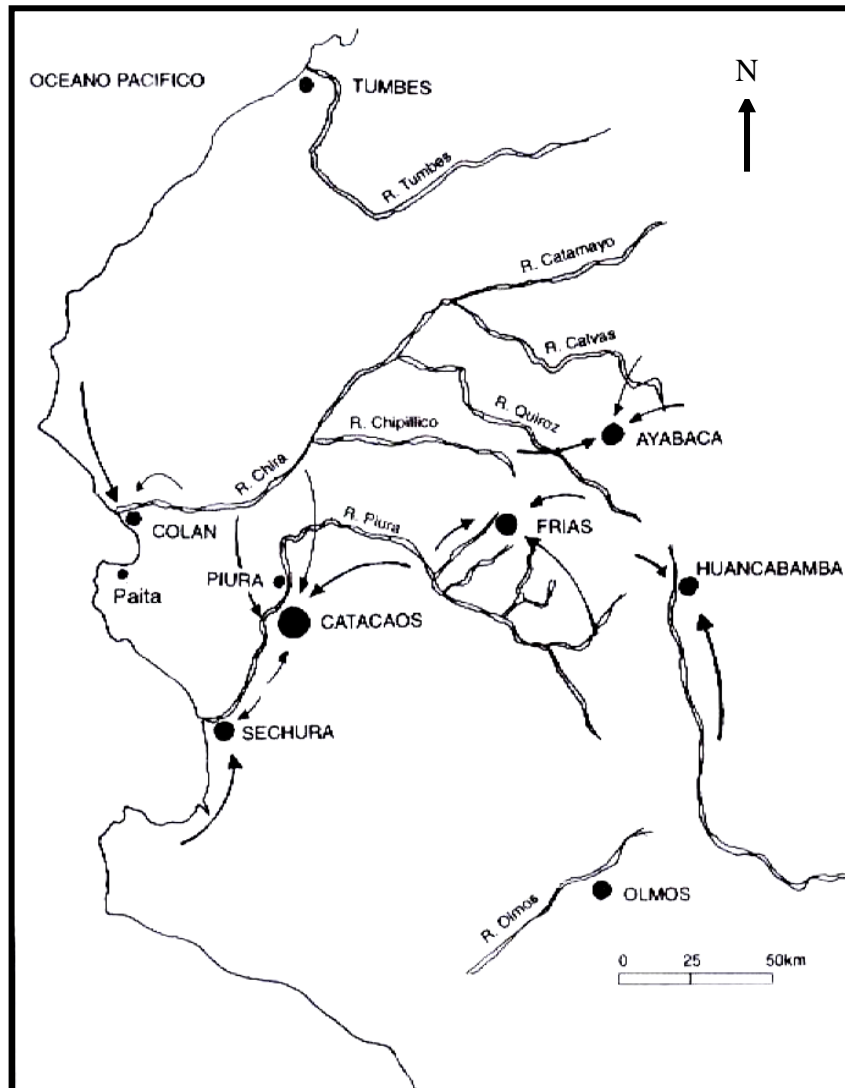 OCEANO PACIFICO
TUMBES
N
R. Tumbes
R. Catamayo
R. Calvas
R. Quiroz
R. Chipillico
AYABACA
R. Chira
COLAN
R. Piura
FRIAS
Paita
PIURA
HUANCABAMBA
CATACAOS
SECHURA
R. Olmos
OLMOS
0 25 50km